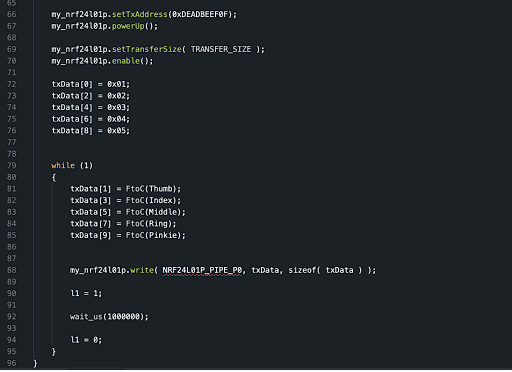 65
66 my_nrf24l01p.setTxAddress(0xDEADBEEF0F);
67 my_nrf24l01p.powerUp();
68
69 my_nrf24l01p.setTransferSize( TRANSFER_SIZE );
70 my_nrf24l01p.enable();
71
72 txData[0] = 0x01;
73 txData[2] = 0x02;
74 txData[4] = 0x03;
75 txData[6] = 0x04;
76 txData[8] = 0x05;
77
78
79 while (1)
80 {
81 txData[1] = FtoC(Thumb);
82 txData[3] = FtoC(Index);
83 txData[5] = FtoC(Middle);
84 txData[7] = FtoC(Ring);
85 txData[9] = FtoC(Pinkie);
86
87
88 my_nrf24l01p.write( NRF24L01P_PIPE_P0, txData, sizeof( txData ) );
89
90 l1 = 1;
91
92 wait_us(1000000);
93
94 l1 = 0;
95 }
96 }